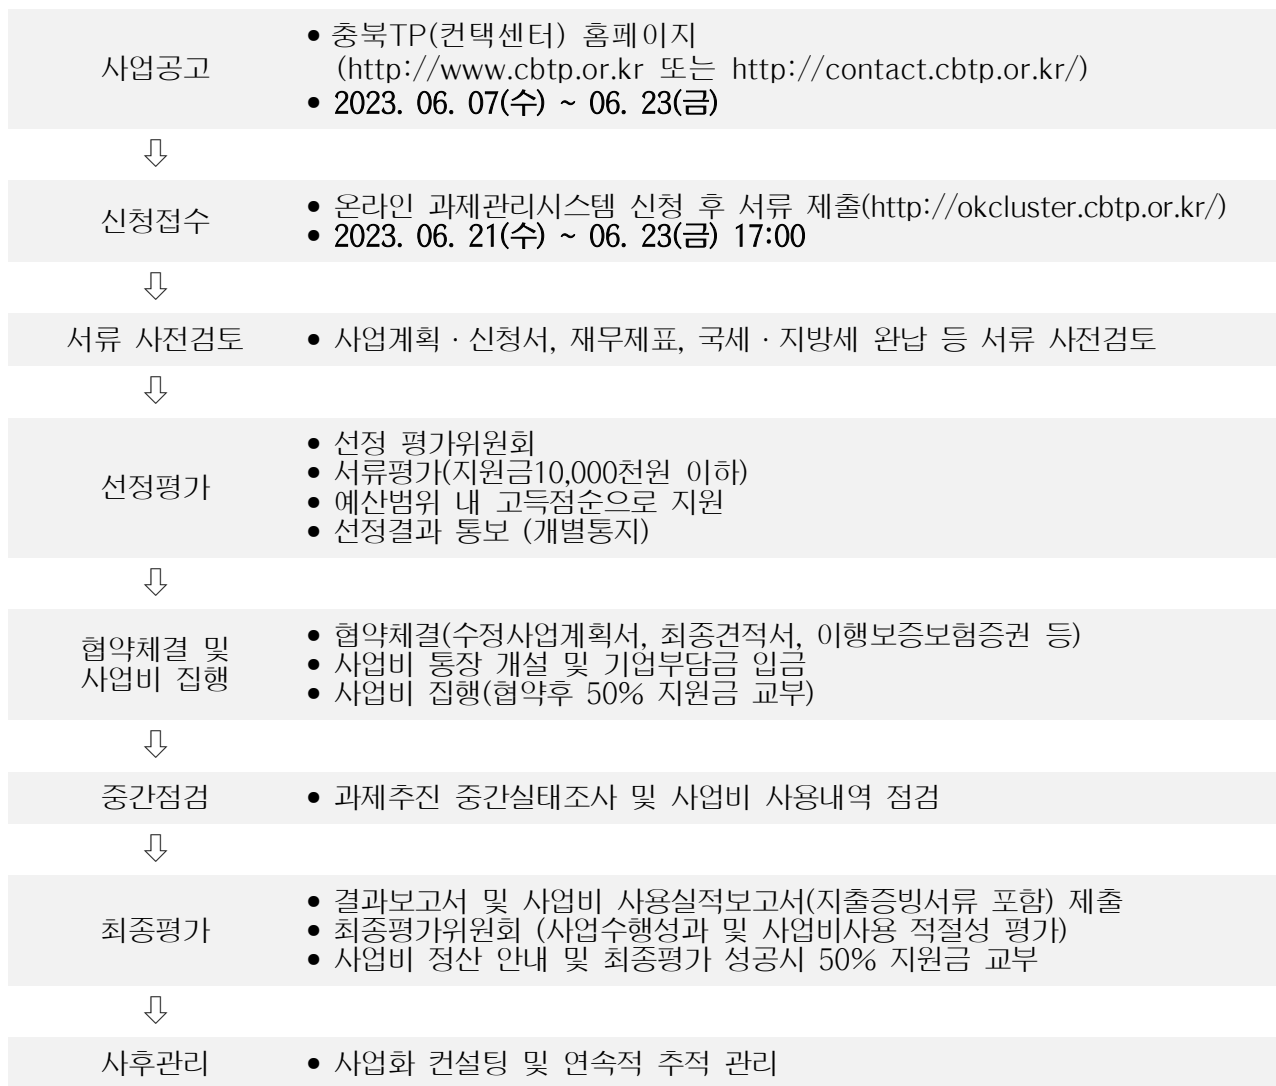 사업공고
• 충북TP(컨택센터) 홈페이지
(http://www.cbtp.or.kr 또는 http://contact.cbtp.or.kr/)
• 2023. 06. 07(수) ~ 06. 23(금)
⇩
신청접수
• 온라인 과제관리시스템 신청 후 서류 제출(http://okcluster.cbtp.or.kr/)
• 2023. 06. 21(수) ~ 06. 23(금) 17:00
⇩
서류 사전검토
• 사업계획·신청서, 재무제표, 국세·지방세 완납 등 서류 사전검토
⇩
선정평가
• 선정 평가위원회
• 서류평가(지원금10,000천원 이하)
• 예산범위 내 고득점순으로 지원
• 선정결과 통보 (개별통지)
⇩
협약체결 및
사업비 집행
• 협약체결(수정사업계획서, 최종견적서, 이행보증보험증권 등)
• 사업비 통장 개설 및 기업부담금 입금
• 사업비 집행(협약후 50% 지원금 교부)
⇩
중간점검
• 과제추진 중간실태조사 및 사업비 사용내역 점검
⇩
최종평가
• 결과보고서 및 사업비 사용실적보고서(지출증빙서류 포함) 제출
• 최종평가위원회 (사업수행성과 및 사업비사용 적절성 평가)
• 사업비 정산 안내 및 최종평가 성공시 50% 지원금 교부
⇩
사후관리
• 사업화 컨설팅 및 연속적 추적 관리